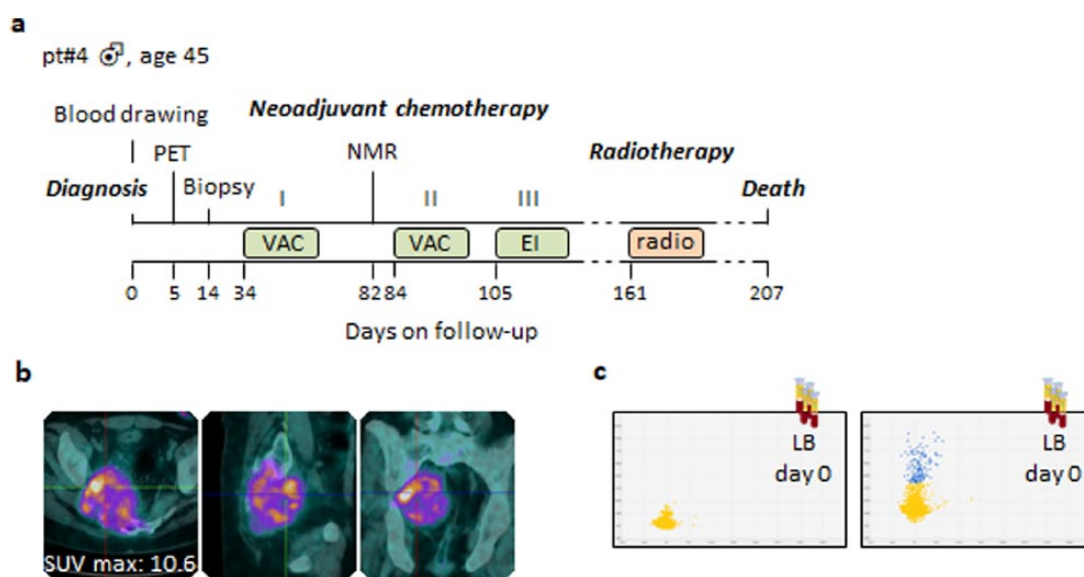 a
pt#4 ♂, age 45
Blood drawing
Neoadjuvant chemotherapy
PET
NMR
Radiotherapy
Diagnosis
Biopsy
I
II
III
Death
VAC
VAC
EI
radio
0 5 14 34 82 84 105 161 207
Days on follow-up
b
SUV max: 10.6
c
LB
day 0
LB
day 0